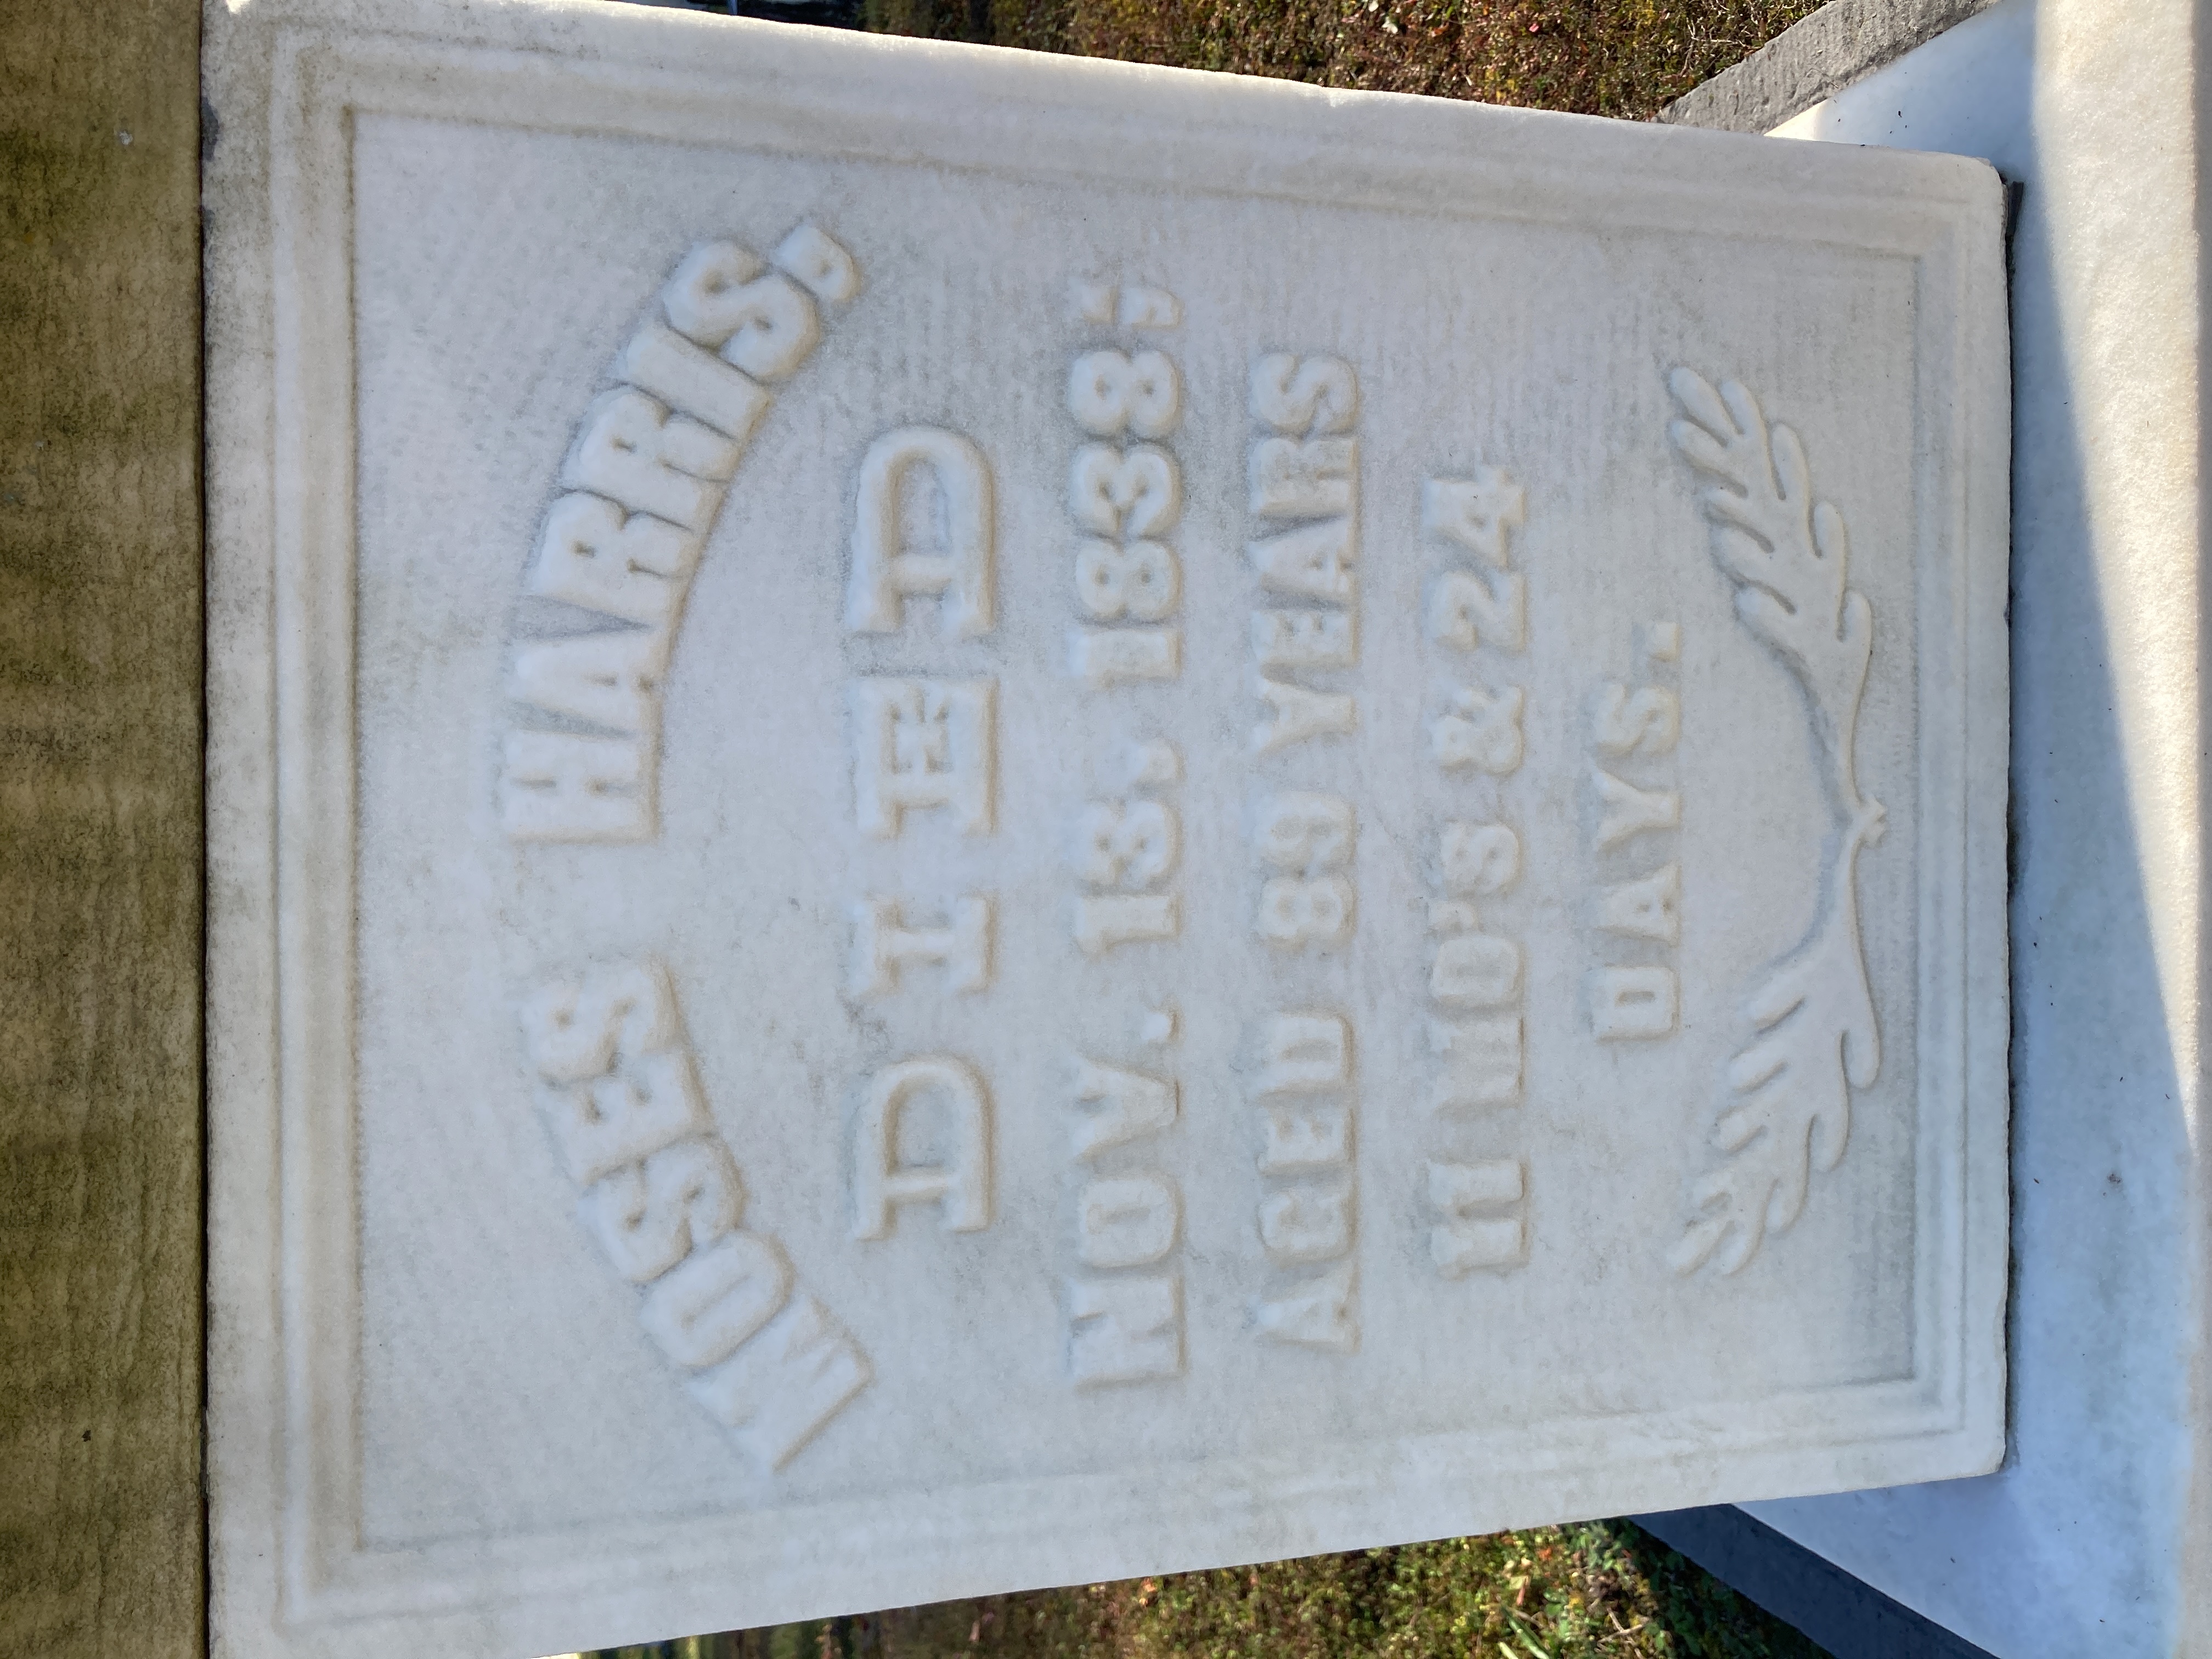 MOSES HARRIS,
DIED
NOV. 13. 1838;
AGED 89 YEARS
11 MO'S & 24
DAYS.